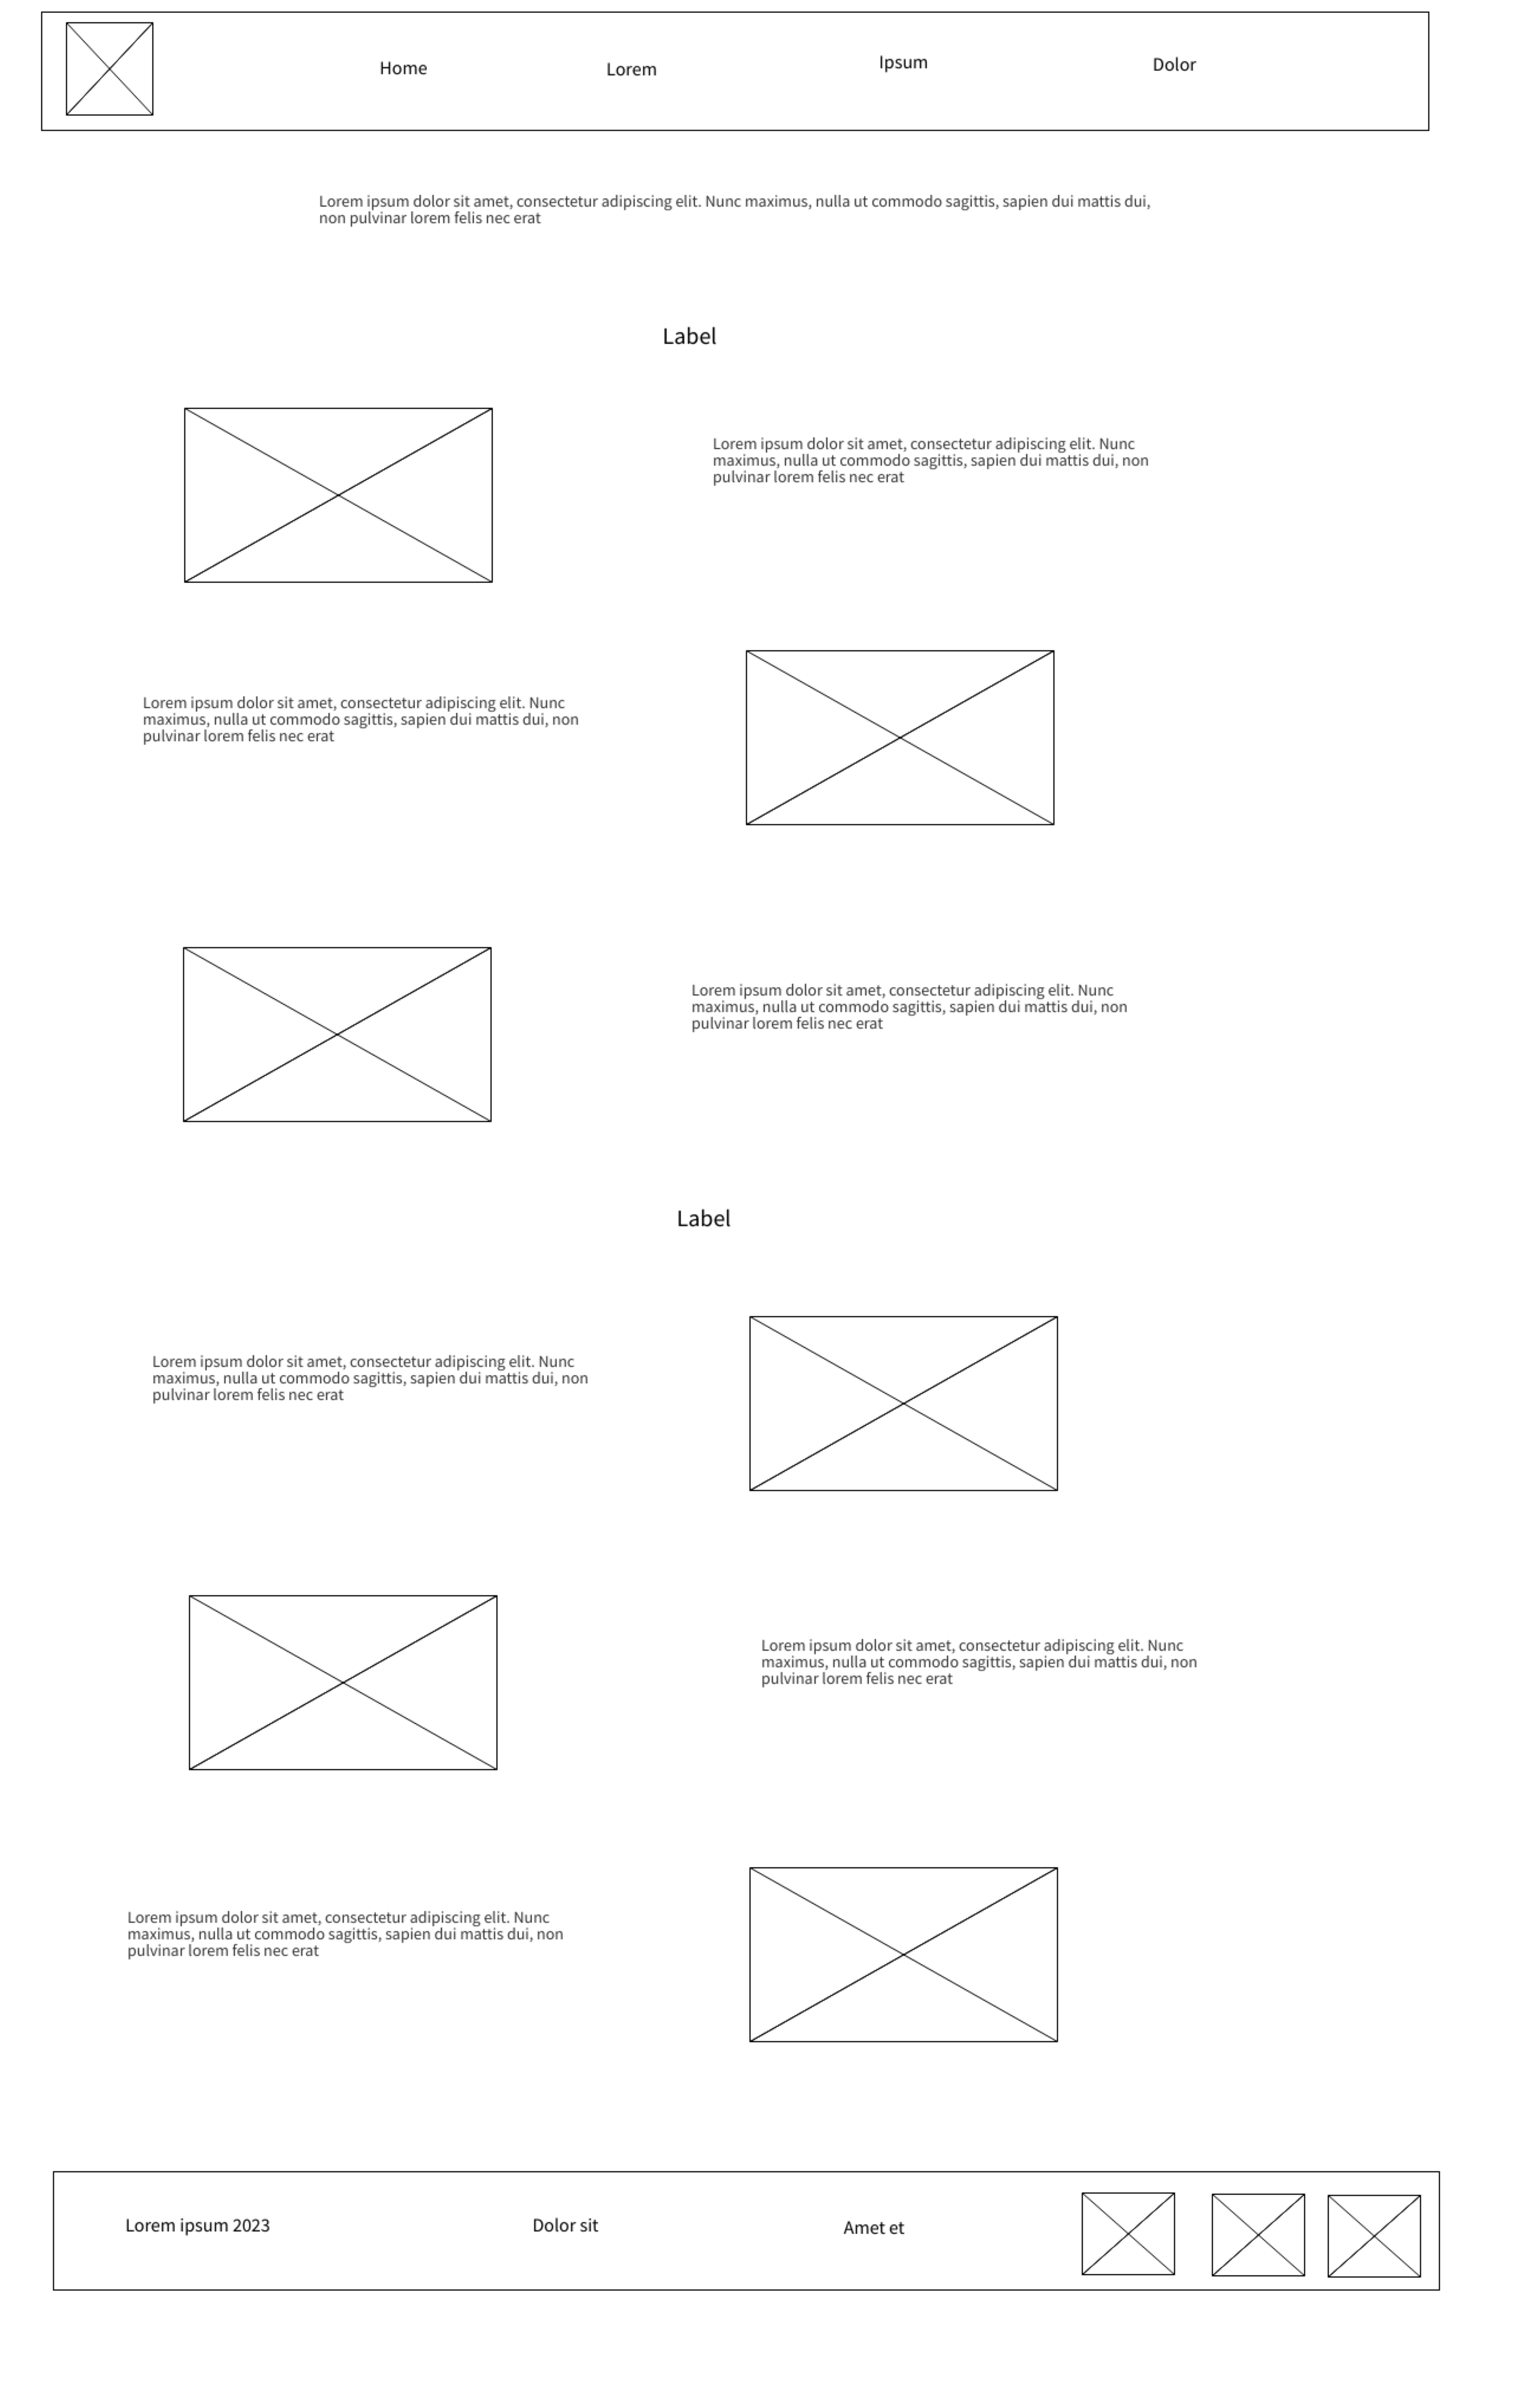 Home
Lorem
Ipsum
Dolor
Lorem ipsum dolor sit amet, consectetur adipiscing elit. Nunc maximus, nulla ut commodo sagittis, sapien dui mattis dui,
non pulvinar lorem felis nec erat
Label
Lorem ipsum dolor sit amet, consectetur adipiscing elit. Nunc
maximus, nulla ut commodo sagittis, sapien dui mattis dui, non
pulvinar lorem felis nec erat
Lorem ipsum dolor sit amet, consectetur adipiscing elit. Nunc
maximus, nulla ut commodo sagittis, sapien dui mattis dui, non
pulvinar lorem felis nec erat
Lorem ipsum dolor sit amet, consectetur adipiscing elit. Nunc
maximus, nulla ut commodo sagittis, sapien dui mattis dui, non
pulvinar lorem felis nec erat
Label
Lorem ipsum dolor sit amet, consectetur adipiscing elit. Nunc
maximus, nulla ut commodo sagittis, sapien dui mattis dui, non
pulvinar lorem felis nec erat
Lorem ipsum dolor sit amet, consectetur adipiscing elit. Nunc
maximus, nulla ut commodo sagittis, sapien dui mattis dui, non
pulvinar lorem felis nec erat
Lorem ipsum dolor sit amet, consectetur adipiscing elit. Nunc
maximus, nulla ut commodo sagittis, sapien dui mattis dui, non
pulvinar lorem felis nec erat
Lorem ipsum 2023
Dolor sit
Amet et